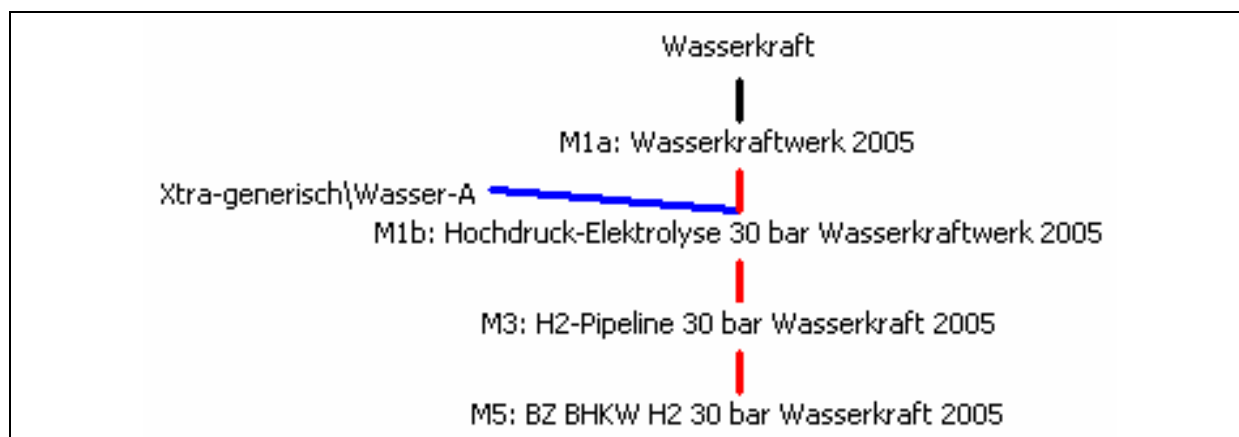 Wasserkraft
M1a: Wasserkraftwerk 2005
Xtra-generisch\Wasser-A
M1b: Hochdruck-Elektrolyse 30 bar Wasserkraftwerk 2005
M3: H2-Pipeline 30 bar Wasserkraft 2005
M5: BZ BHKW H2 30 bar Wasserkraft 2005